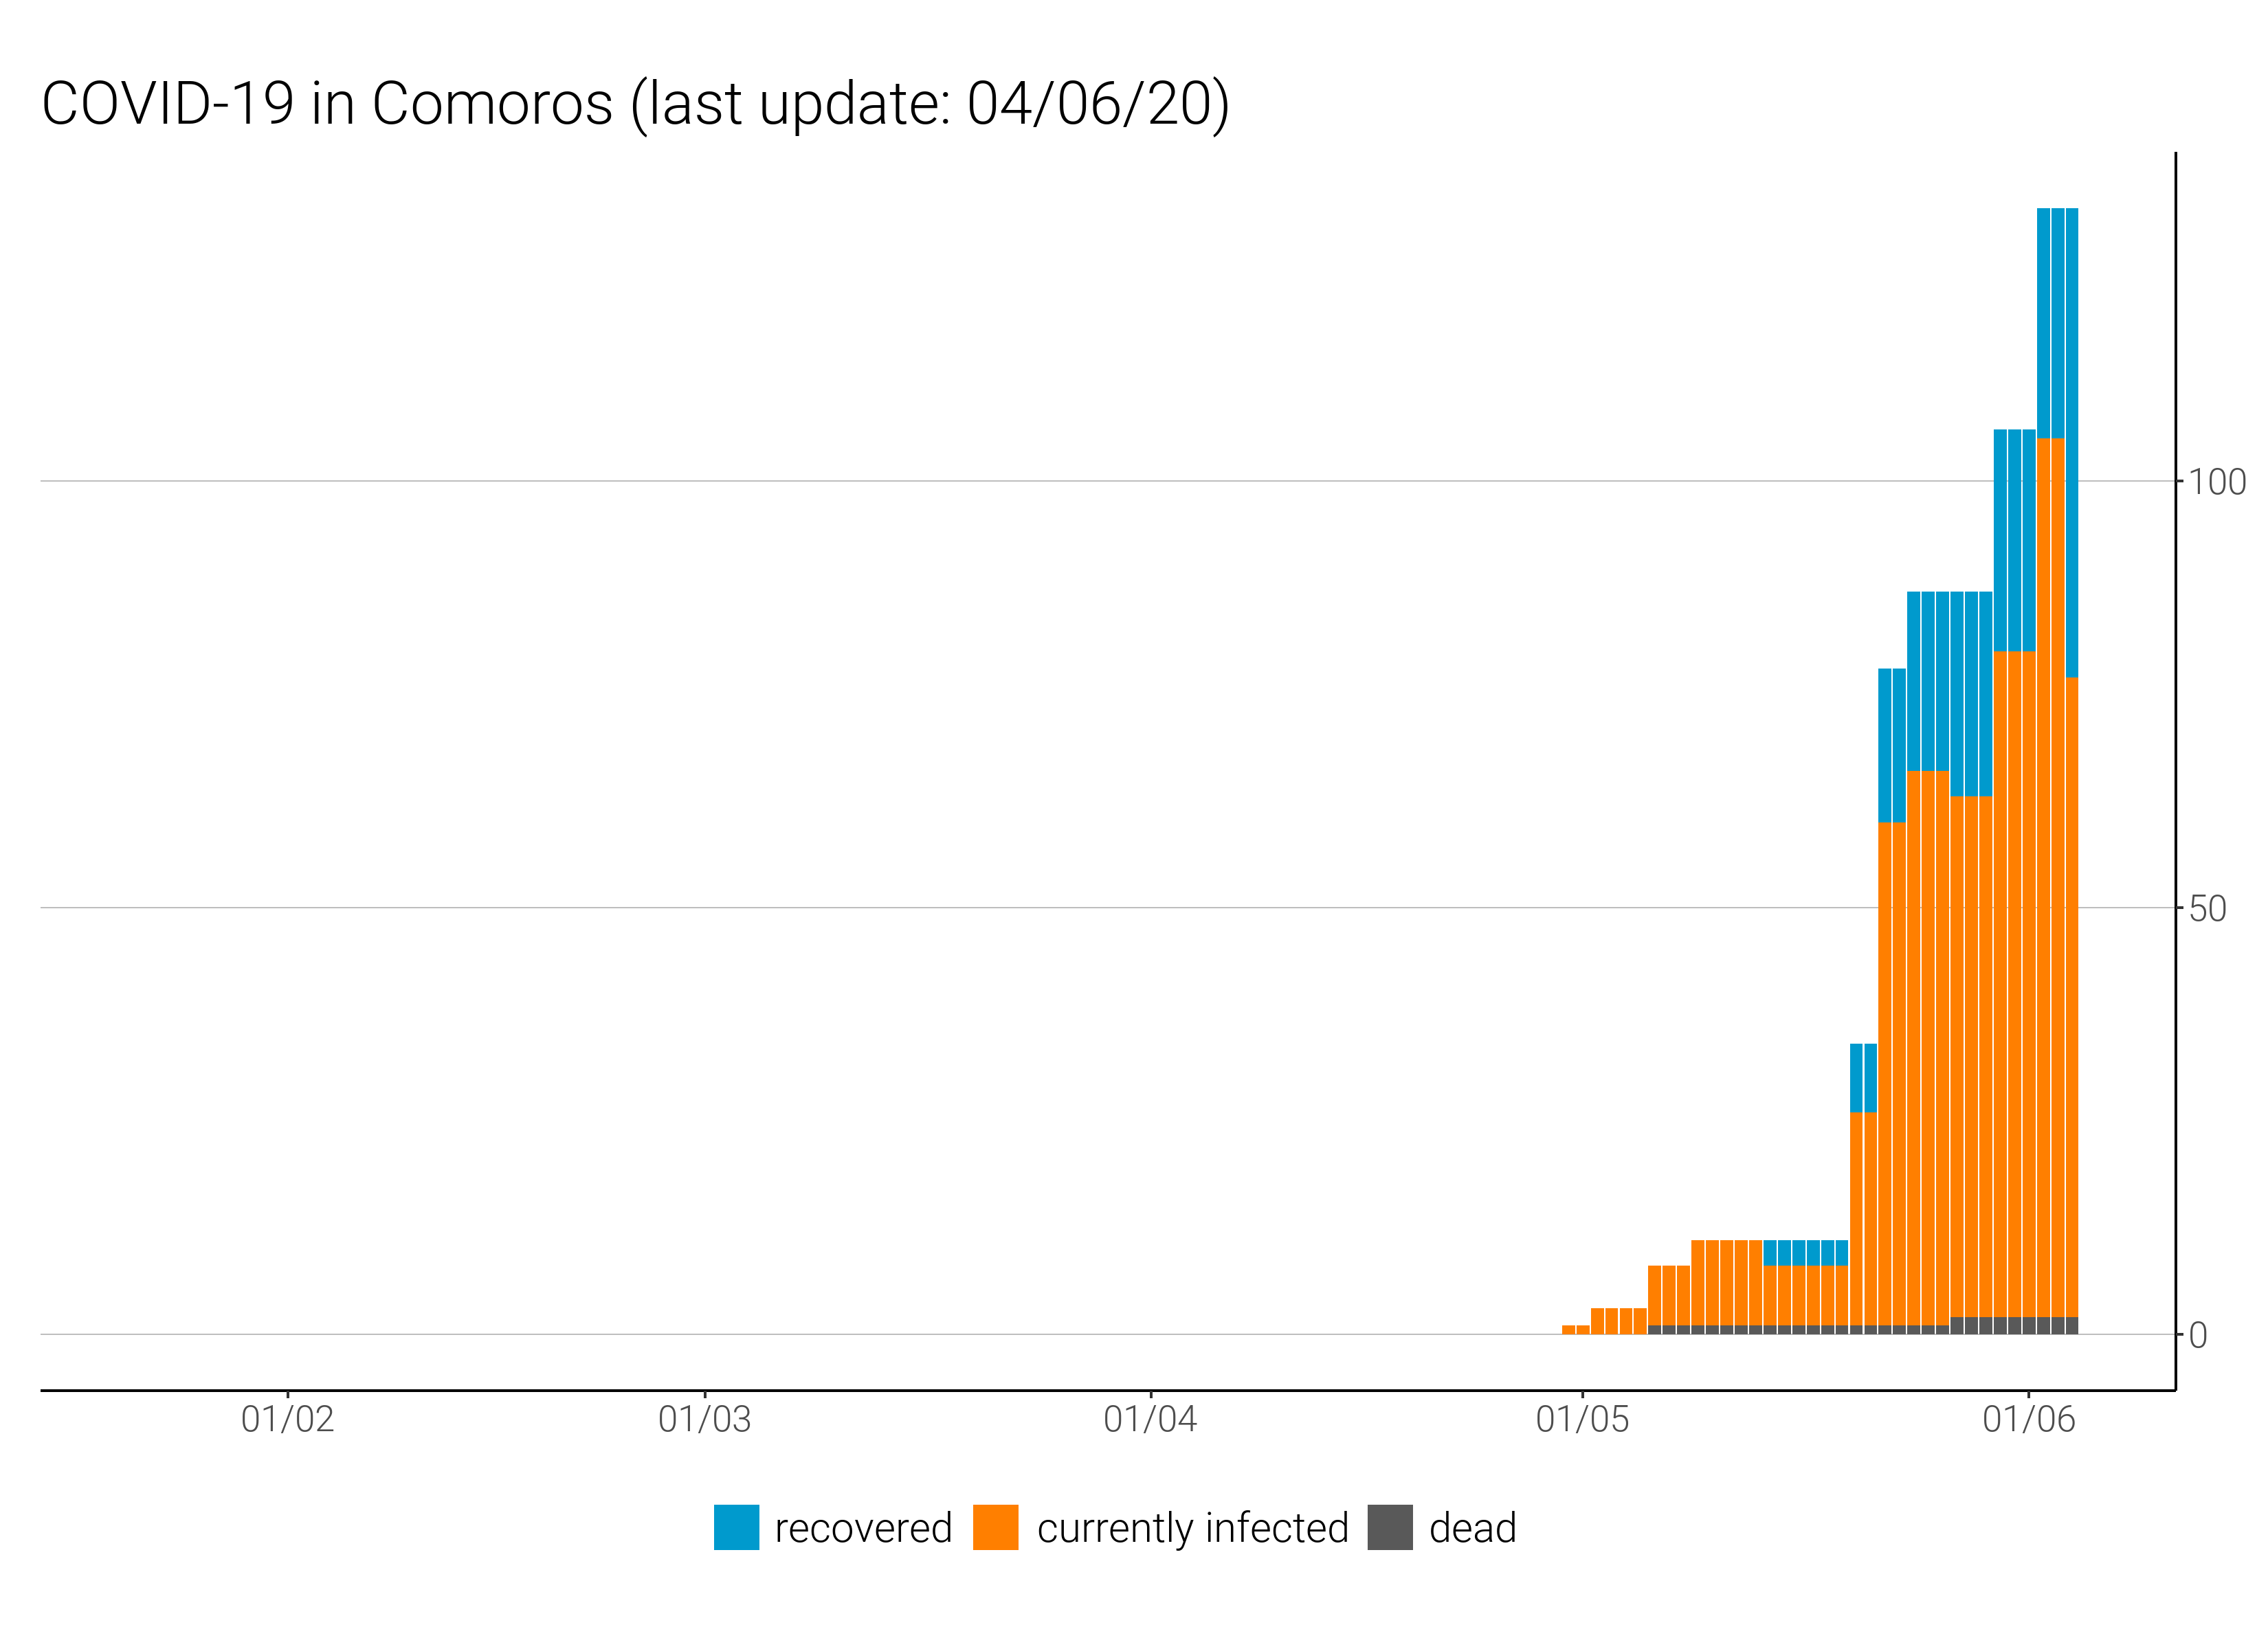 COVID-19 in Comoros (last update: 04/06/20)
100
50
0
01/02 01/03 01/04 01/05 01/06
recovered currently infected dead